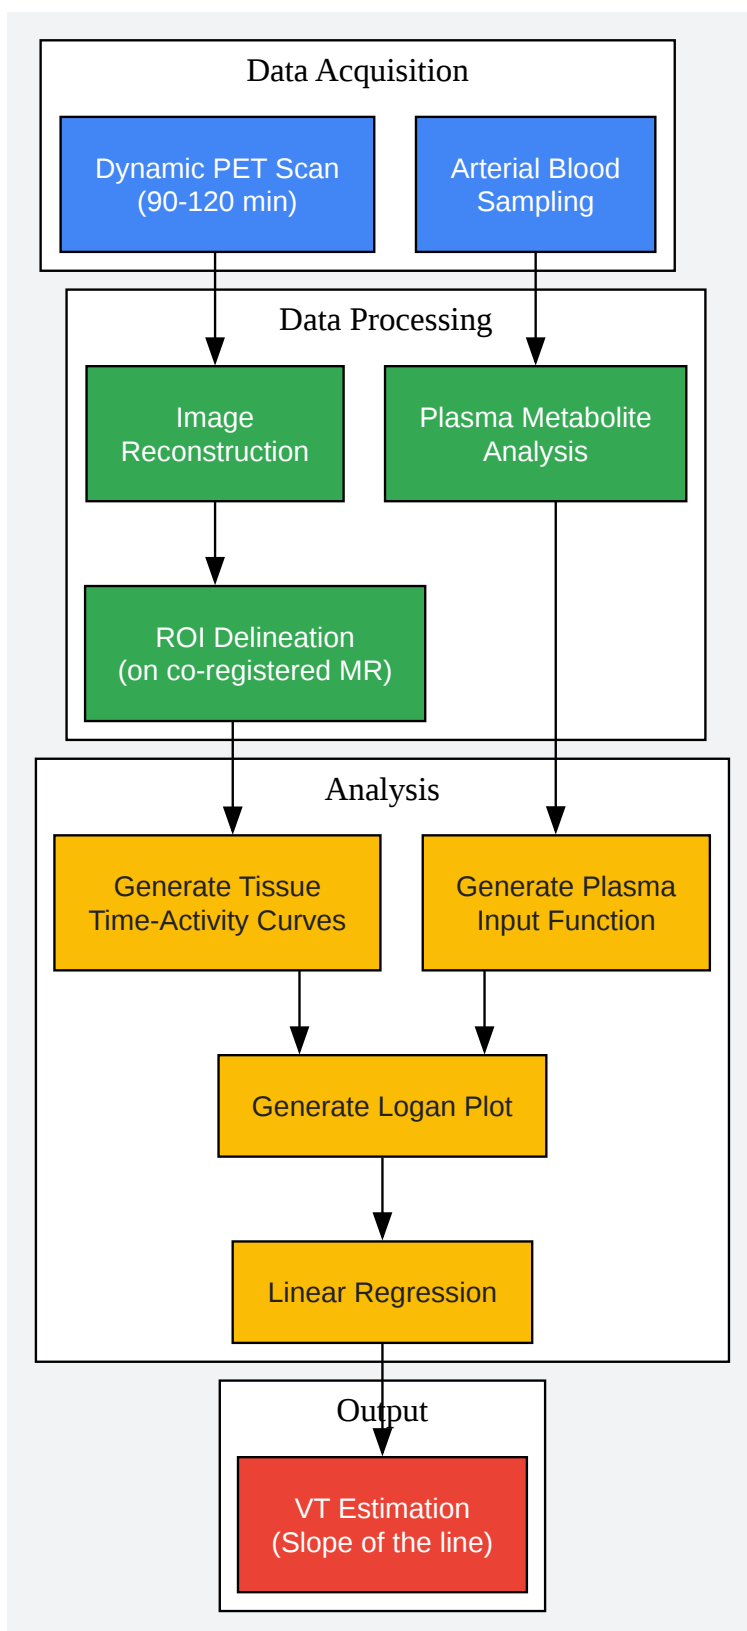 Data Acquisition
Dynamic PET Scan
(90-120 min)
Arterial Blood
Sampling
Data Processing
Image
Reconstruction
Plasma Metabolite
Analysis
ROI Delineation
(on co-registered MR)
Analysis
Generate Tissue
Time-Activity Curves
Generate Plasma
Input Function
Generate Logan Plot
Linear Regression
Output
VT Estimation
(Slope of the line)